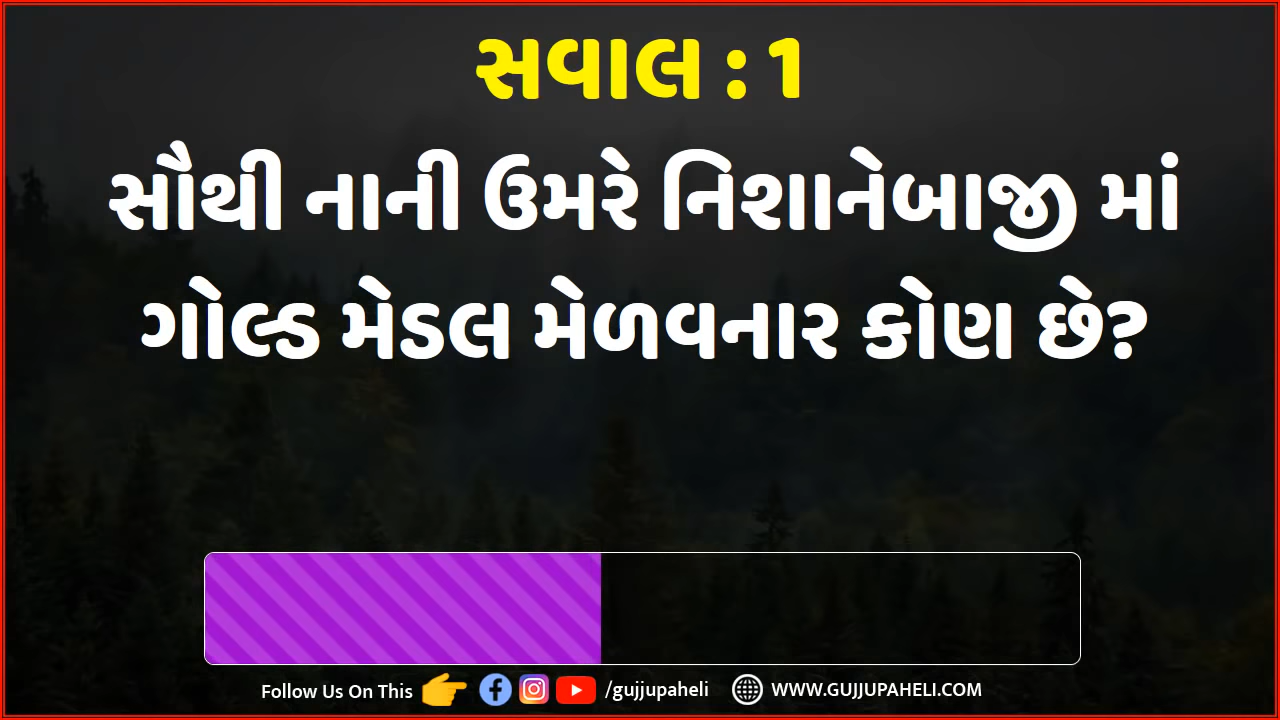 સવાલ : 1
સૌથી નાની ઉમરે નિશાનેબાજી માં
ગોલ્ડ મેડલ મેળવનાર કોણ છે?
Follow Us On This /gujjupaheli WWW.GUJJUPAHELI.COM